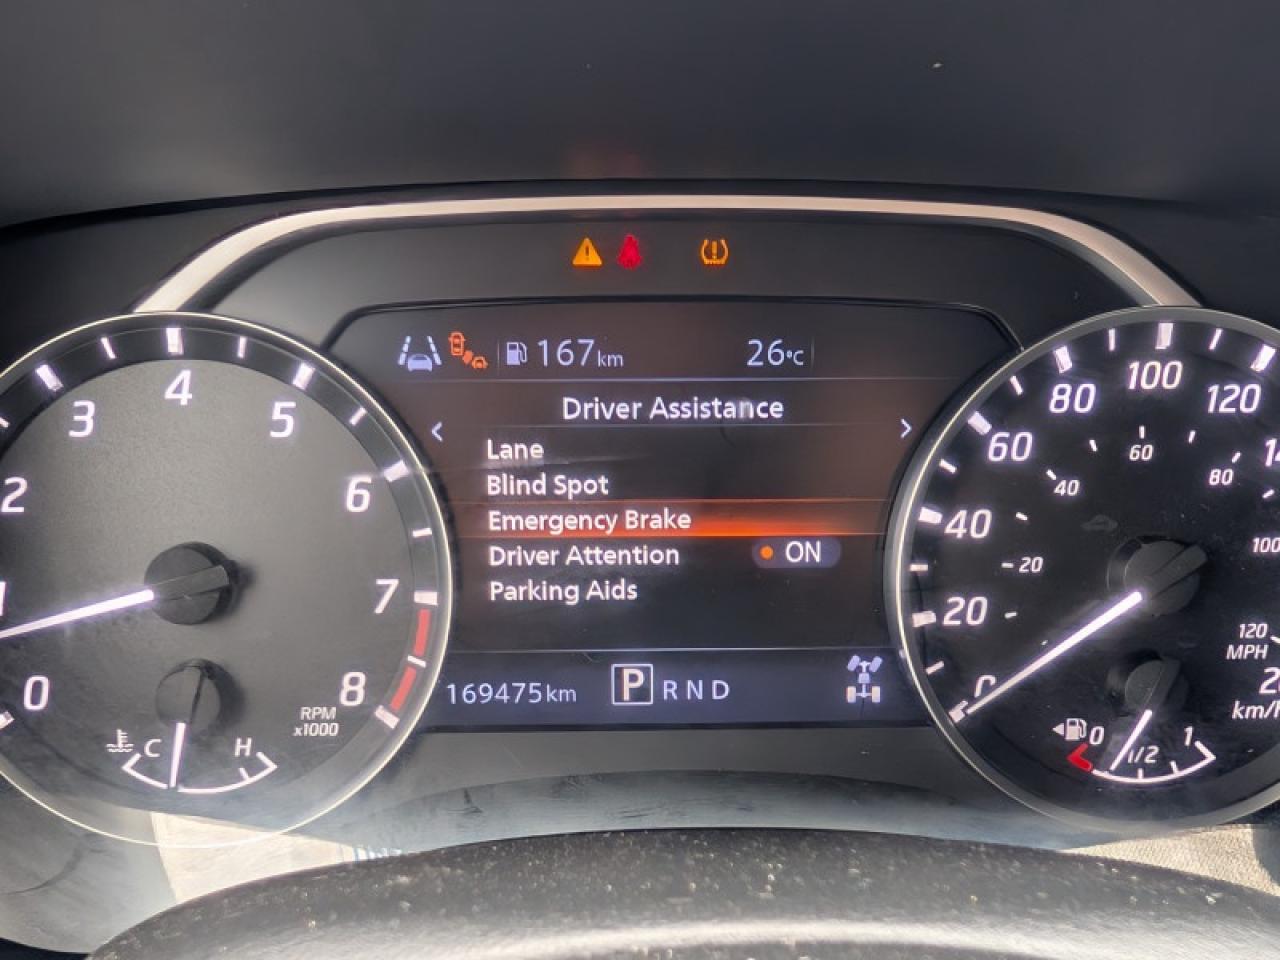 167km 26°C
Driver Assistance
Lane
Blind Spot
Emergency Brake
Driver Attention ON
Parking Aids
169475km P R N D
0
2
3
4
5
6
7
8
RPM
x1000
C H
20
40
60
80
100
120
20
40
60
80
120
MPH
km/h
0 1/2 1